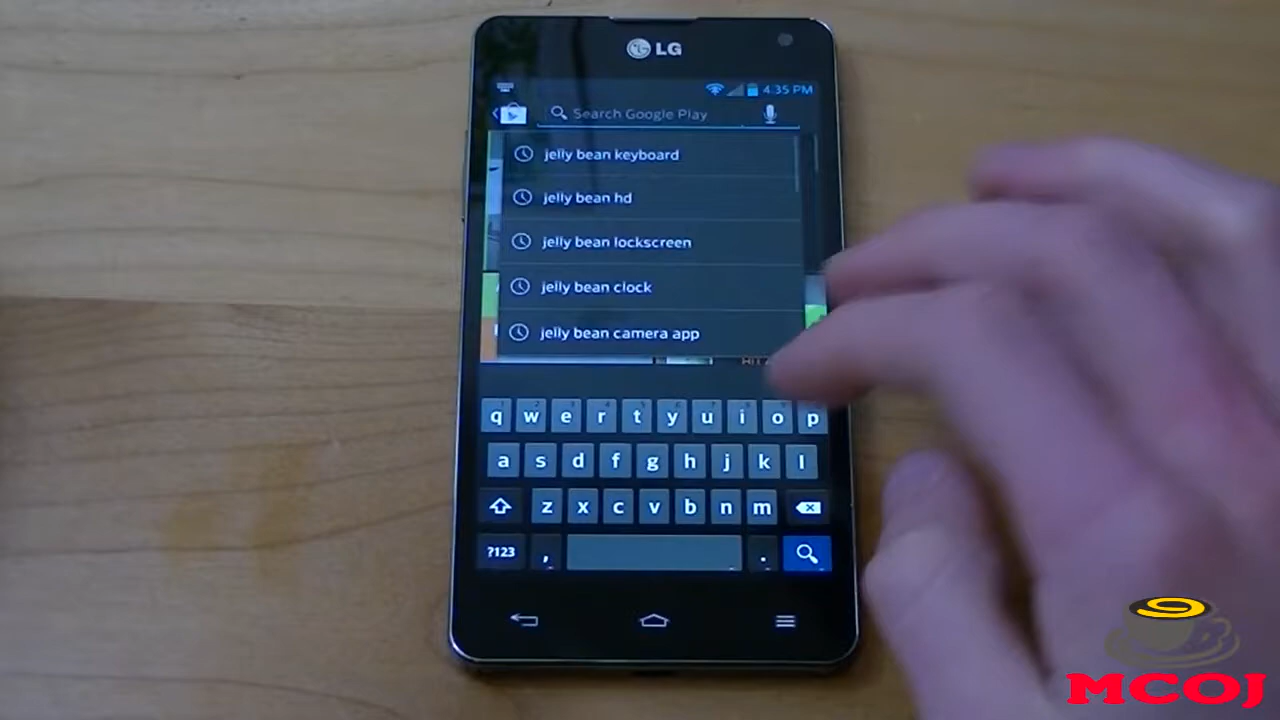 LG
4:35 PM
Search Google Play
jelly bean keyboard
jelly bean hd
jelly bean lockscreen
jelly bean clock
jelly bean camera app
q w e r t y u i o p
a s d f g h j k l
z x c v b n m
?123 , .
MCOJ